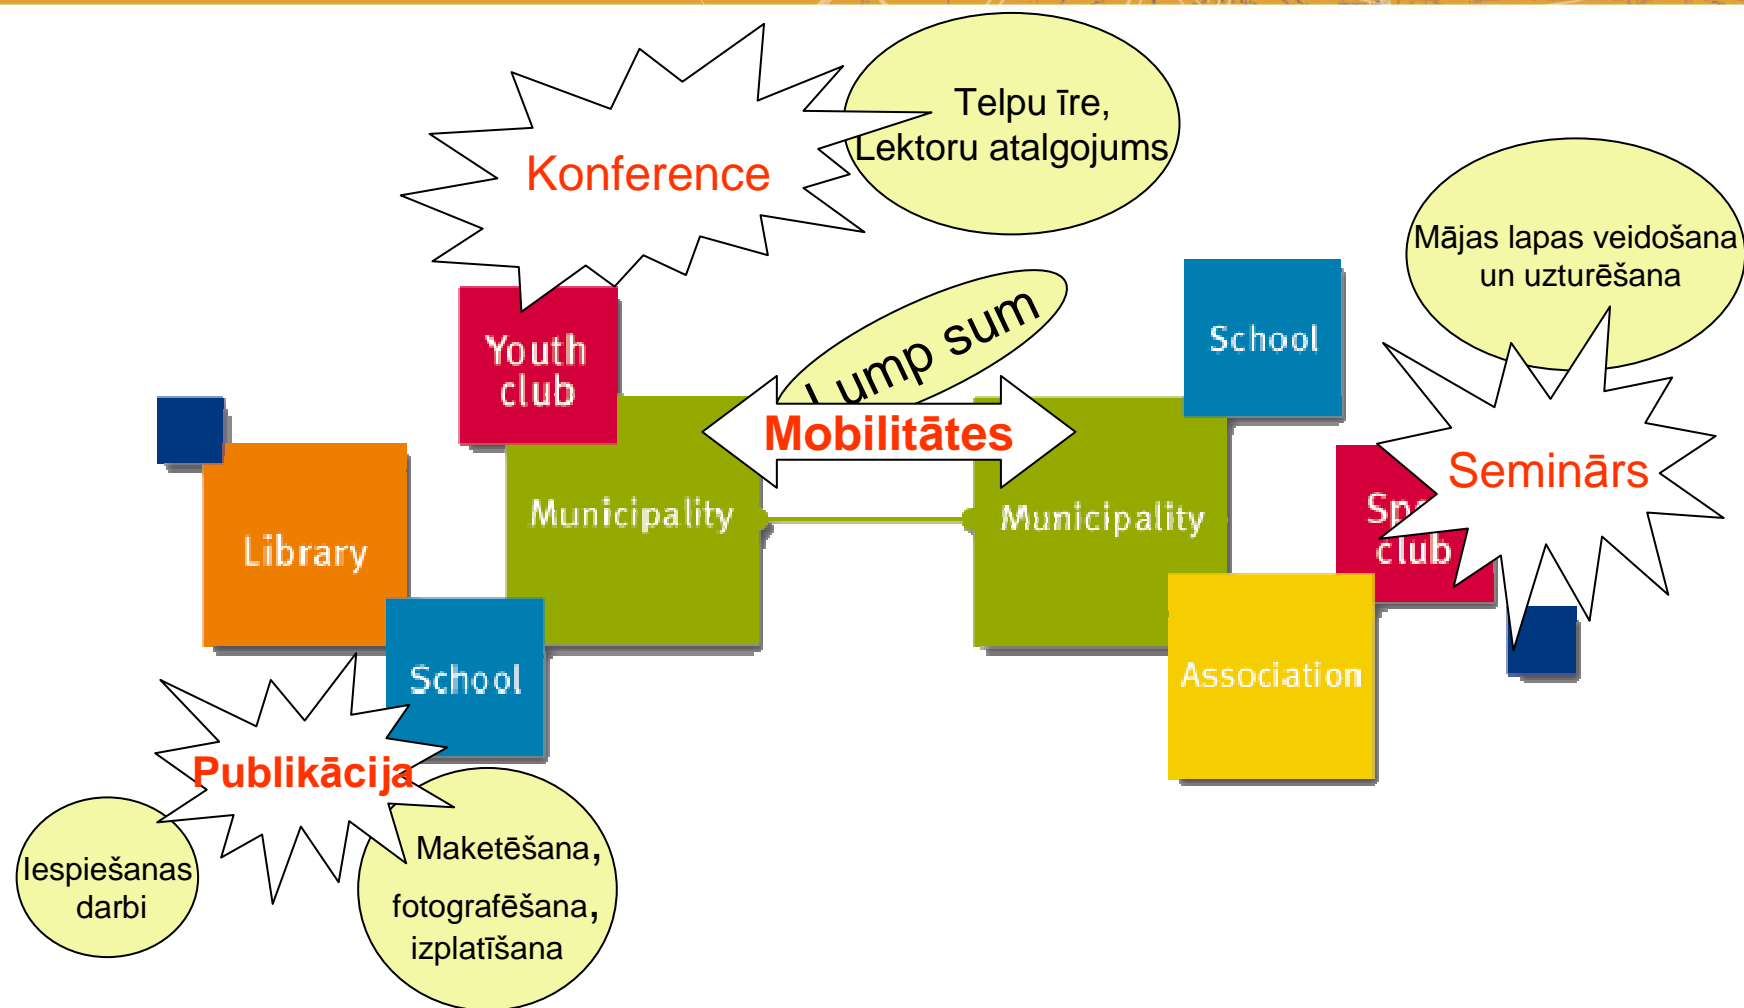 Telpu īre,
Lektoru atalgojums
Konference
Mājas lapas veidošana
un uzturēšana
Lump sum
School
Youth
club
Mobilitātes
Seminārs
Municipality
Municipality
club
Library
School
Association
Publikācija
Maketēšana,
fotografēšana,
izplatīšana
Iespiešanas
darbi